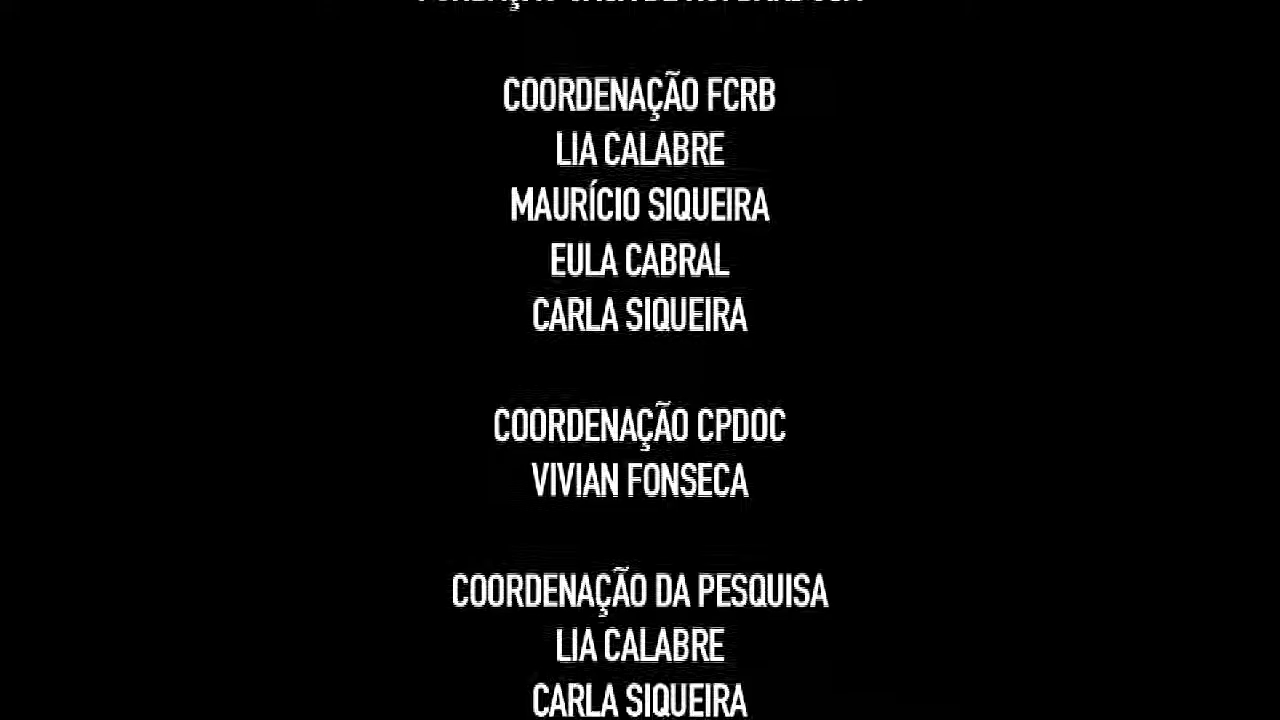 COORDENAÇÃO FCRB
LIA CALABRE
MAURÍCIO SIQUEIRA
EULA CABRAL
CARLA SIQUEIRA
COORDENAÇÃO CPDOC
VIVIAN FONSECA
COORDENAÇÃO DA PESQUISA
LIA CALABRE
CARLA SIQUEIRA